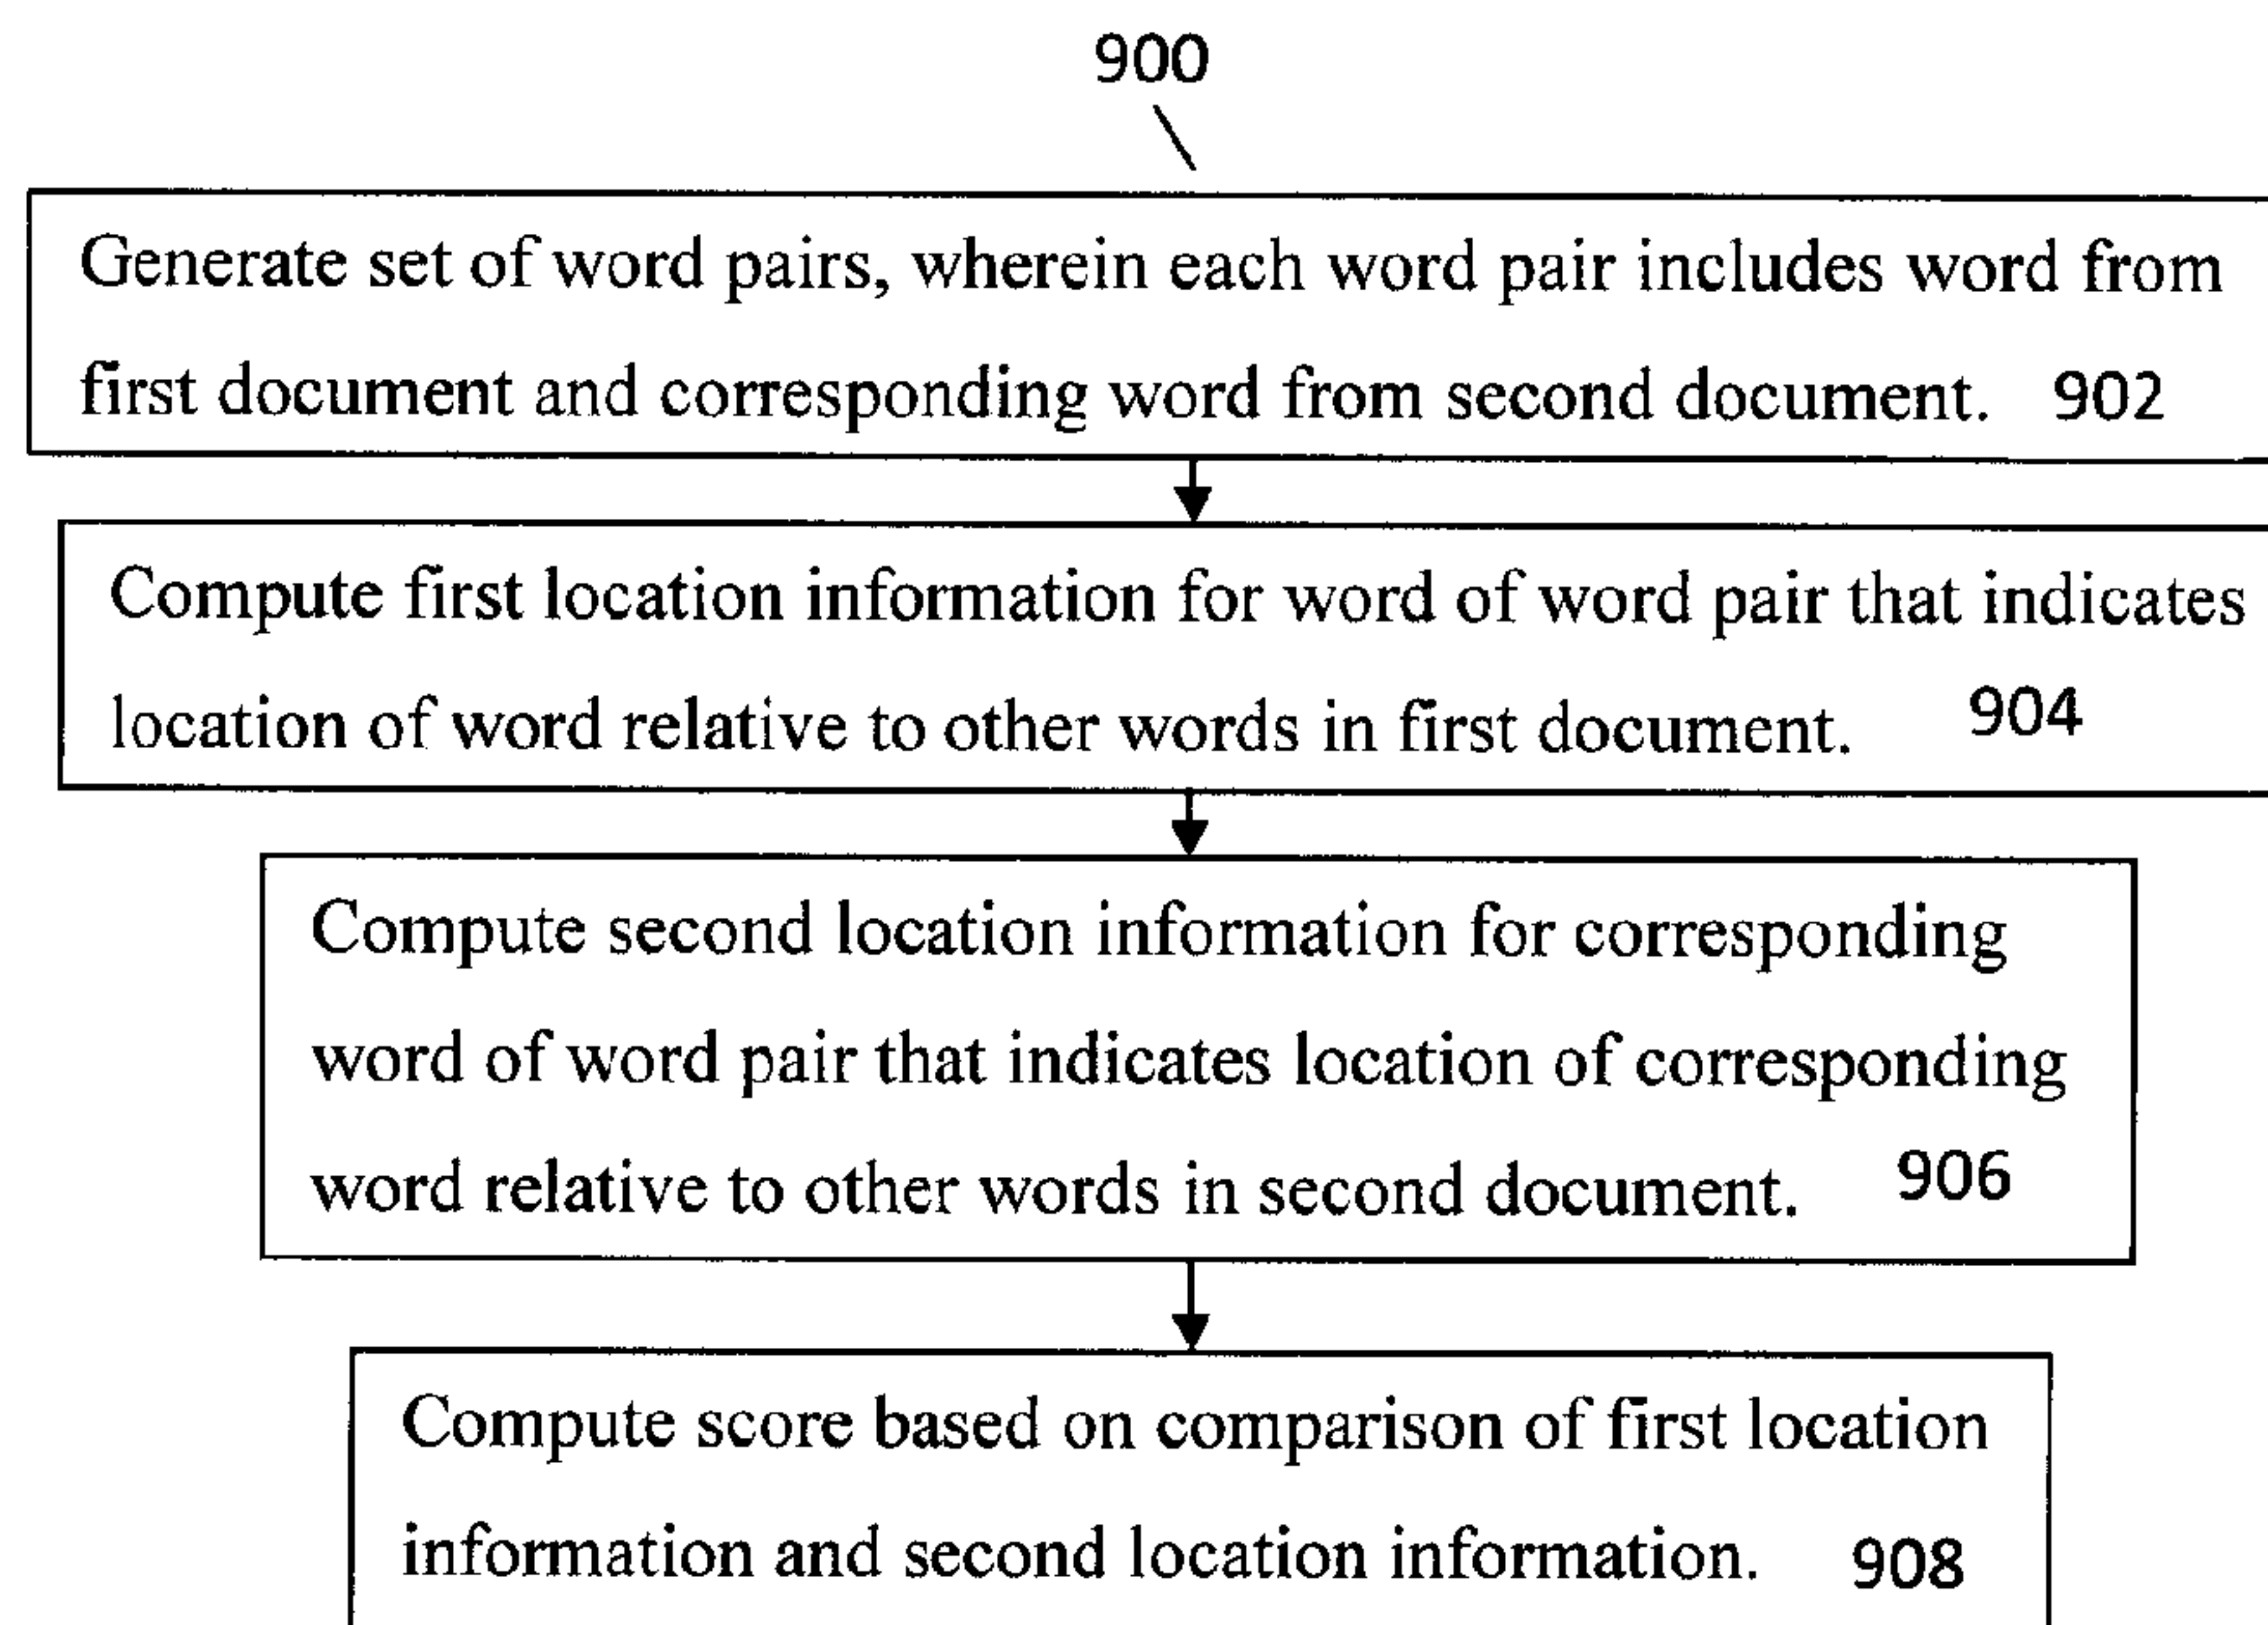 900
Generate set of word pairs, wherein each word pair includes word from
first document and corresponding word from second document. 902
Compute first location information for word of word pair that indicates
location of word relative to other words in first document. 904
Compute second location information for corresponding
word of word pair that indicates location of corresponding
word relative to other words in second document. 906
Compute score based on comparison of first location
information and second location information. 908